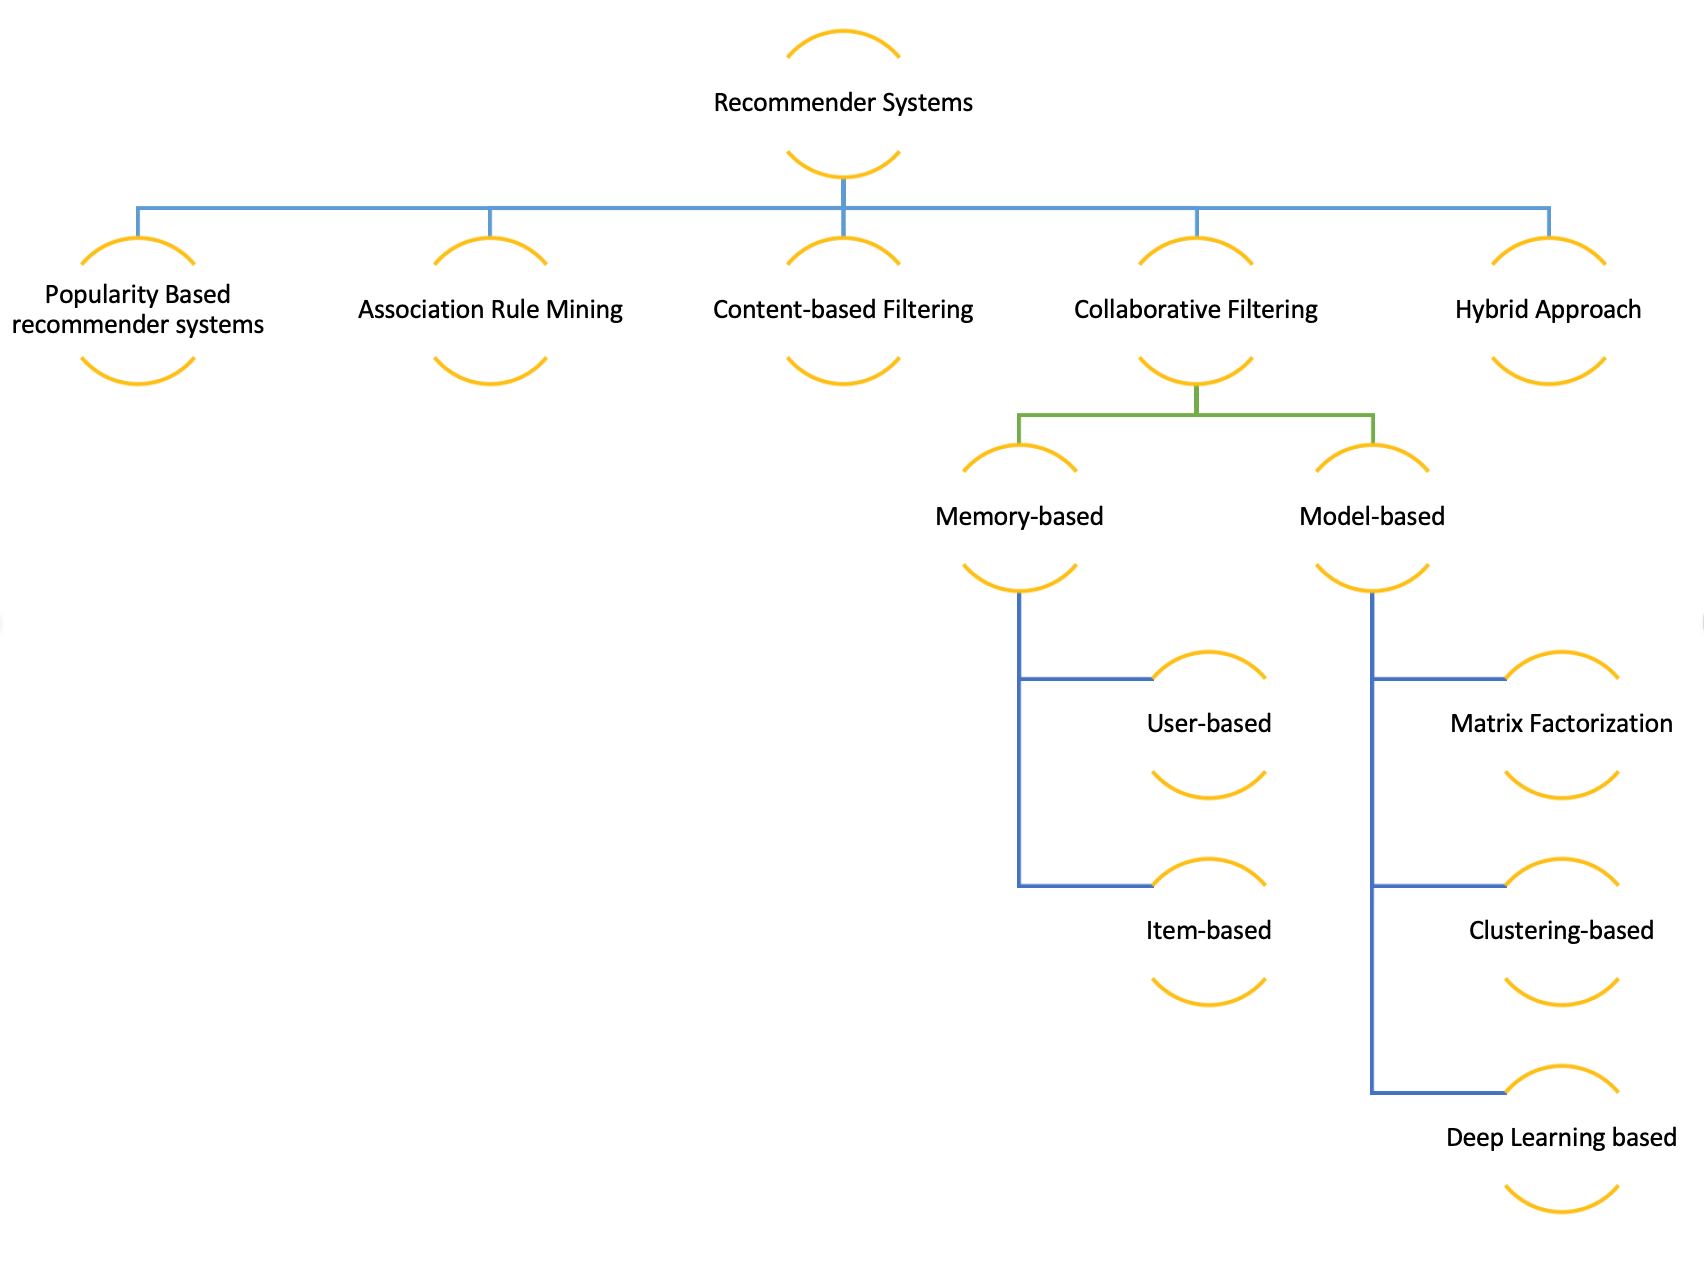 Recommender Systems
Popularity Based
recommender systems
Association Rule Mining
Content-based Filtering
Collaborative Filtering
Hybrid Approach
Memory-based
Model-based
User-based
Matrix Factorization
Item-based
Clustering-based
Deep Learning based